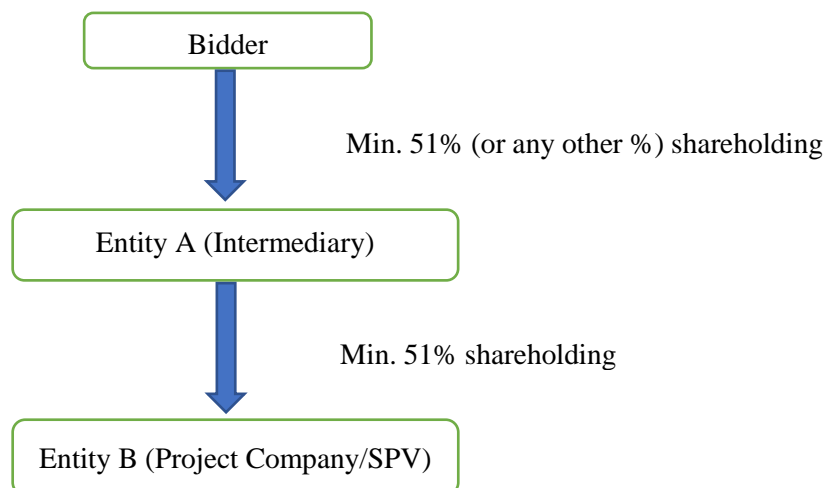 Bidder
Min. 51% (or any other %) shareholding
Entity A (Intermediary)
Min. 51% shareholding
Entity B (Project Company/SPV)